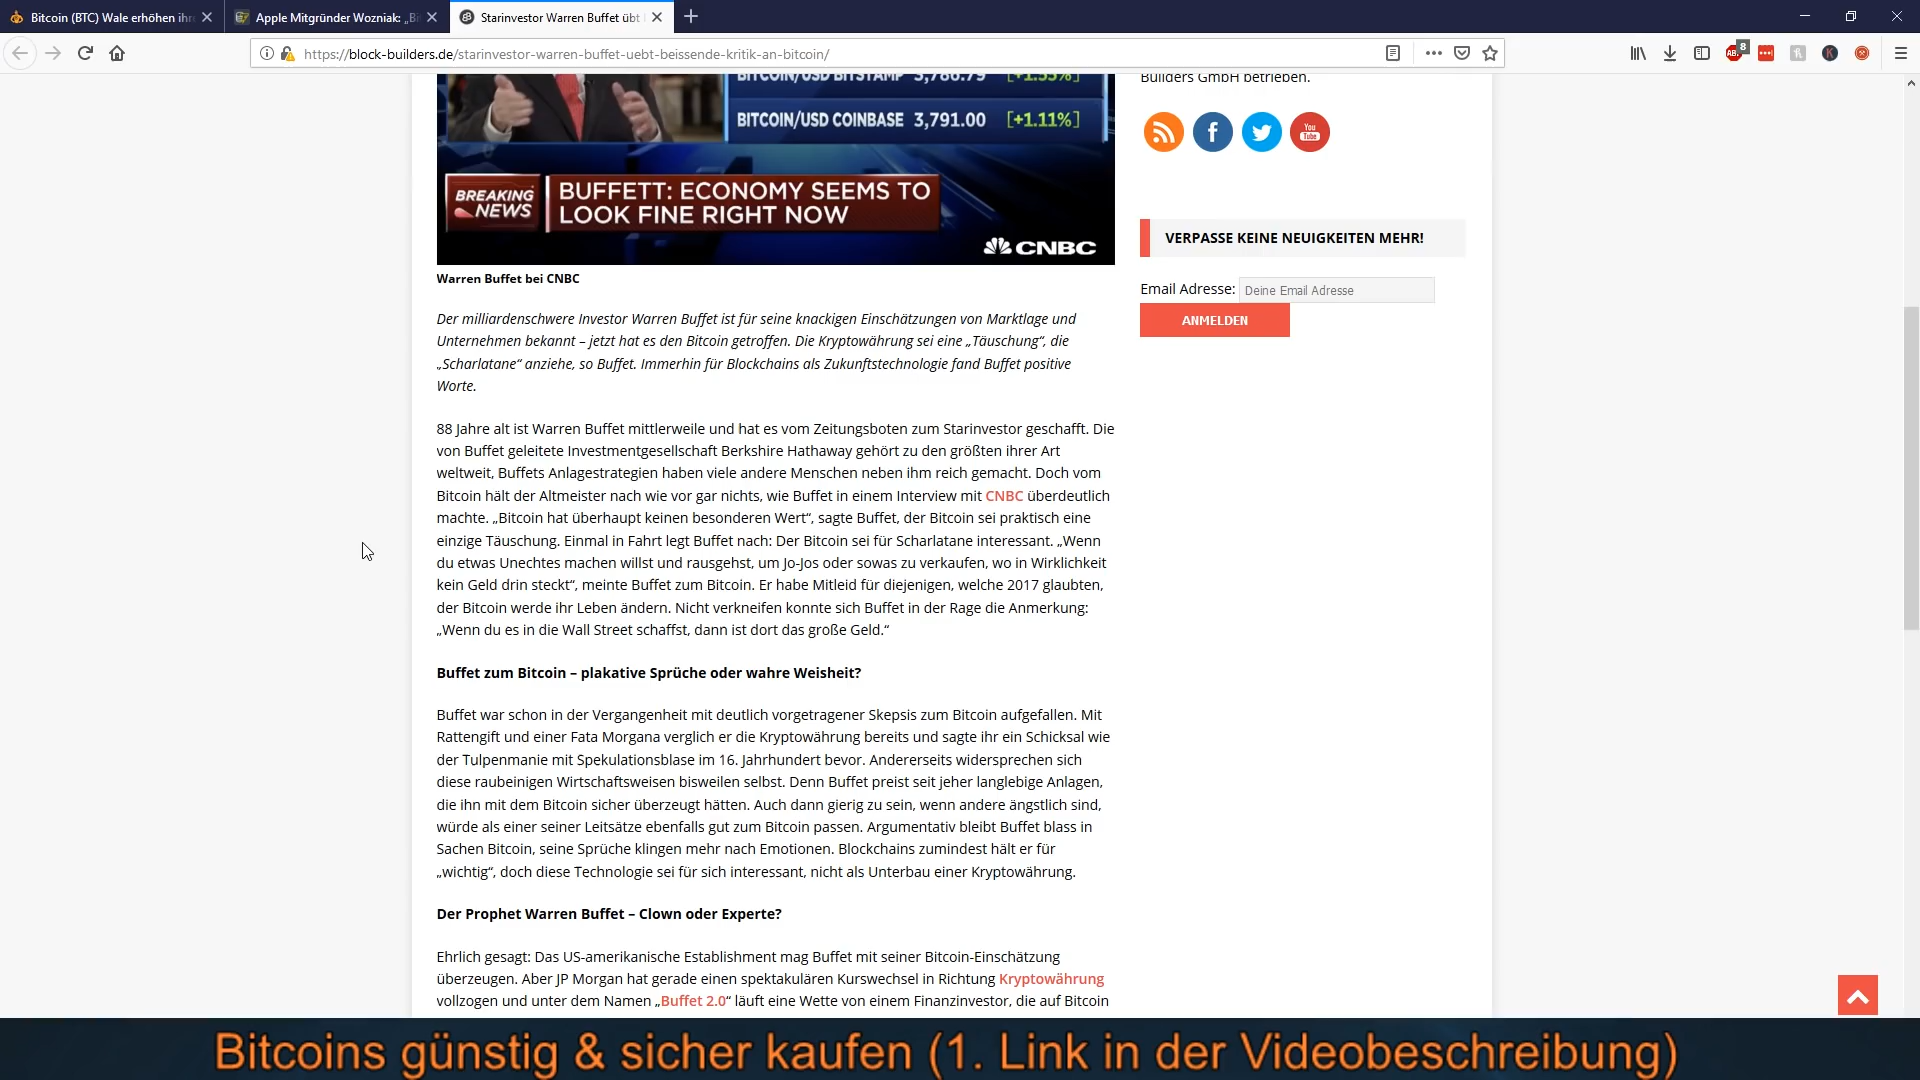 Bitcoin (BTC) Wale erhöhen ihr
Apple Mitgründer Wozniak: „B
Starinvestor Warren Buffet übt
https://block-builders.de/starinvestor-warren-buffet-uebt-beissende-kritik-an-bitcoin/
8
BITCOIN/USD BITSTAMP 3,786.79 [+1.55%]
BITCOIN/USD COINBASE 3,791.00 [+1.11%]
BREAKING NEWS
BUFFETT: ECONOMY SEEMS TO
LOOK FINE RIGHT NOW
CNBC
Warren Buffet bei CNBC
Der milliardenschwere Investor Warren Buffet ist für seine knackigen Einschätzungen von Marktlage und
Unternehmen bekannt – jetzt hat es den Bitcoin getroffen. Die Kryptowährung sei eine „Täuschung“, die
„Scharlatane“ anziehe, so Buffet. Immerhin für Blockchains als Zukunftstechnologie fand Buffet positive
Worte.
88 Jahre alt ist Warren Buffet mittlerweile und hat es vom Zeitungsboten zum Starinvestor geschafft. Die
von Buffet geleitete Investmentgesellschaft Berkshire Hathaway gehört zu den größten ihrer Art
weltweit, Buffets Anlagestrategien haben viele andere Menschen neben ihm reich gemacht. Doch vom
Bitcoin hält der Altmeister nach wie vor gar nichts, wie Buffet in einem Interview mit CNBC überdeutlich
machte. „Bitcoin hat überhaupt keinen besonderen Wert“, sagte Buffet, der Bitcoin sei praktisch eine
einzige Täuschung. Einmal in Fahrt legt Buffet nach: Der Bitcoin sei für Scharlatane interessant. „Wenn
du etwas Unechtes machen willst und rausgehst, um Jo-Jos oder sowas zu verkaufen, wo in Wirklichkeit
kein Geld drin steckt“, meinte Buffet zum Bitcoin. Er habe Mitleid für diejenigen, welche 2017 glaubten,
der Bitcoin werde ihr Leben ändern. Nicht verkneifen konnte sich Buffet in der Rage die Anmerkung:
„Wenn du es in die Wall Street schaffst, dann ist dort das große Geld.“
Buffet zum Bitcoin – plakative Sprüche oder wahre Weisheit?
Buffet war schon in der Vergangenheit mit deutlich vorgetragener Skepsis zum Bitcoin aufgefallen. Mit
Rattengift und einer Fata Morgana verglich er die Kryptowährung bereits und sagte ihr ein Schicksal wie
der Tulpenmanie mit Spekulationsblase im 16. Jahrhundert bevor. Andererseits widersprechen sich
diese raubeinigen Wirtschaftsweisen bisweilen selbst. Denn Buffet preist seit jeher langlebige Anlagen,
die ihn mit dem Bitcoin sicher überzeugt hätten. Auch dann gierig zu sein, wenn andere ängstlich sind,
würde als einer seiner Leitsätze ebenfalls gut zum Bitcoin passen. Argumentativ bleibt Buffet blass in
Sachen Bitcoin, seine Sprüche klingen mehr nach Emotionen. Blockchains zumindest hält er für
„wichtig“, doch diese Technologie sei für sich interessant, nicht als Unterbau einer Kryptowährung.
Der Prophet Warren Buffet – Clown oder Experte?
Ehrlich gesagt: Das US-amerikanische Establishment mag Buffet mit seiner Bitcoin-Einschätzung
überzeugen. Aber JP Morgan hat gerade einen spektakulären Kurswechsel in Richtung Kryptowährung
vollzogen und unter dem Namen „Buffet 2.0“ läuft eine Wette von einem Finanzinvestor, die auf Bitcoin
Builders GmbH betrieben.
You Tube
VERPASSE KEINE NEUIGKEITEN MEHR!
Email Adresse: Deine Email Adresse
ANMELDEN
Bitcoins günstig & sicher kaufen (1. Link in der Videobeschreibung)